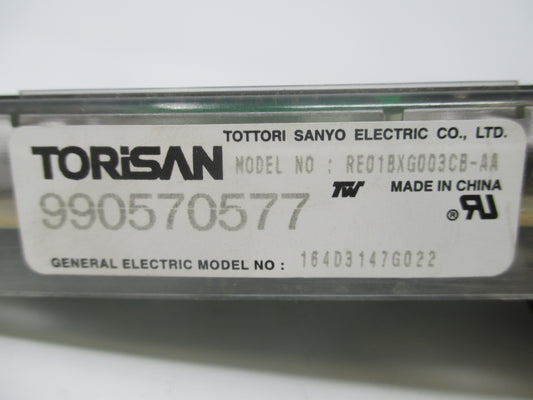 TOTTORI SANYO ELECTRIC CO., LTD.
TORiSAN MODEL NO : RE01BXG003CB-AA
990570577 TW MADE IN CHINA
® RU
GENERAL ELECTRIC MODEL NO : 164D3147G022